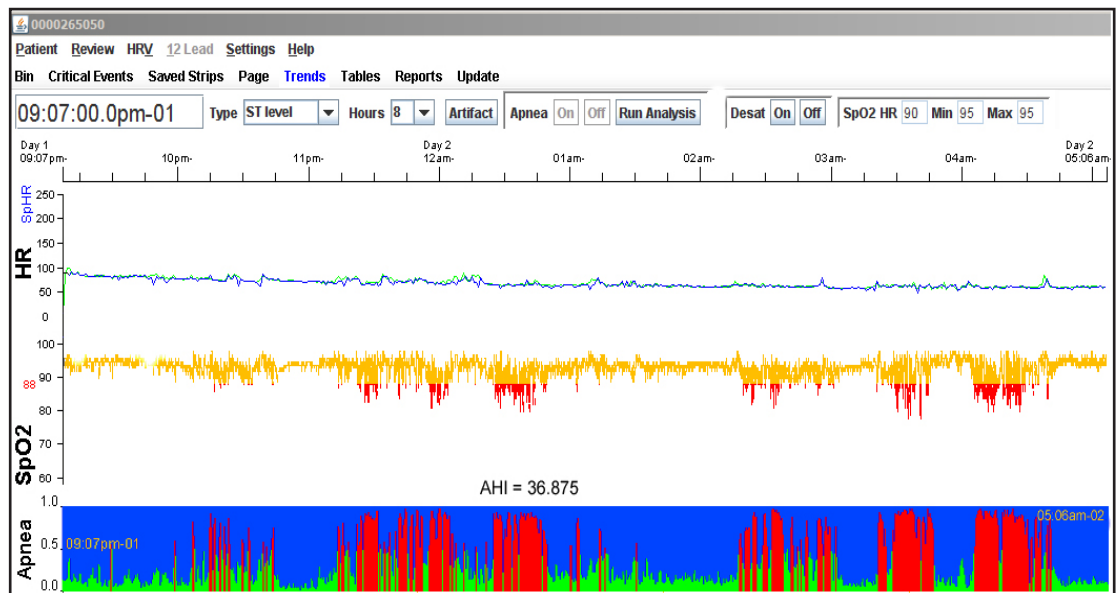 0000265050
Patient Review HRV 12 Lead Settings Help
Bin Critical Events Saved Strips Page Trends Tables Reports Update
09:07:00.0pm-01 Type ST level Hours 8 Artifact Apnea On Off Run Analysis Desat On Off SpO2 HR 90 Min 95 Max 95
Day 1 Day 2 Day 2
09:07pm- 10pm- 11pm- 12am- 01am- 02am- 03am- 04am- 05:06am
SpHR
HR
250
200
150
100
50
0
SpO2
100
90
88
80
70
60
AHI = 36.875
Apnea
1.0
0.5
0.0
09:07pm-01
05:06am-02